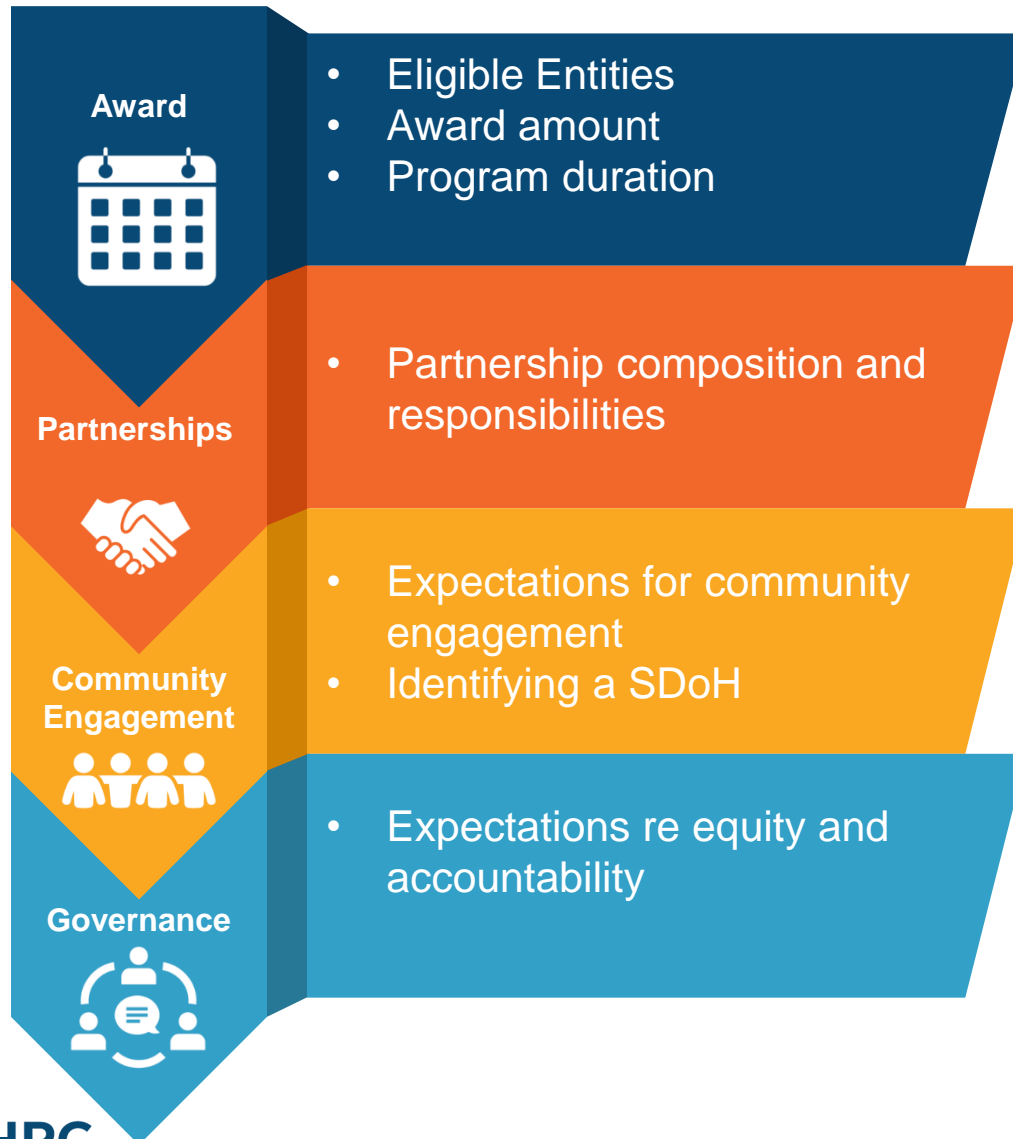 Award
• Eligible Entities
• Award amount
• Program duration
Partnerships
• Partnership composition and
responsibilities
Community
Engagement
• Expectations for community
engagement
• Identifying a SDoH
Governance
• Expectations re equity and
accountability
HPC